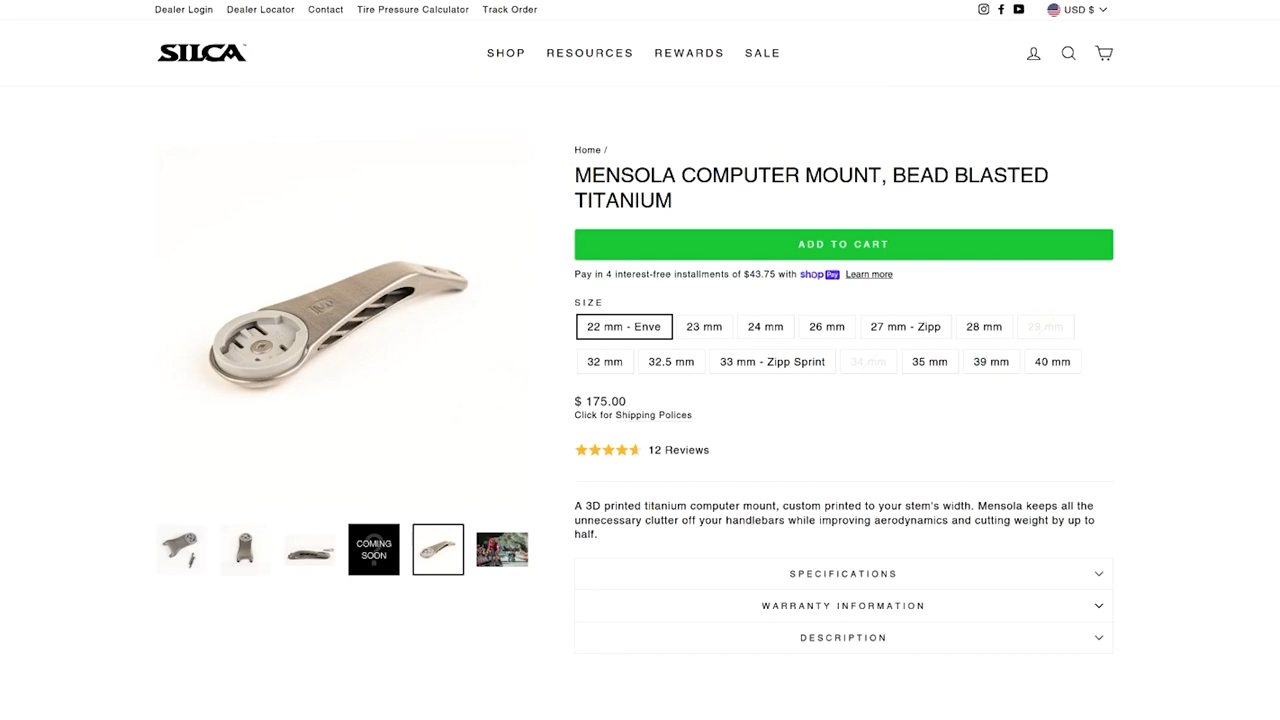 Dealer Login Dealer Locator Contact Tire Pressure Calculator Track Order
USD $
SILCA
SHOP RESOURCES REWARDS SALE
Home /
MENSOLA COMPUTER MOUNT, BEAD BLASTED
TITANIUM
ADD TO CART
Pay in 4 interest-free installments of $43.75 with shop Pay Learn more
SIZE
22 mm - Enve 23 mm 24 mm 26 mm 27 mm - Zipp 28 mm 29 mm
32 mm 32.5 mm 33 mm - Zipp Sprint 34 mm 35 mm 39 mm 40 mm
$ 175.00
Click for Shipping Polices
12 Reviews
A 3D printed titanium computer mount, custom printed to your stem's width. Mensola keeps all the
unnecessary clutter off your handlebars while improving aerodynamics and cutting weight by up to
half.
COMING
SOON
SPECIFICATIONS
WARRANTY INFORMATION
DESCRIPTION